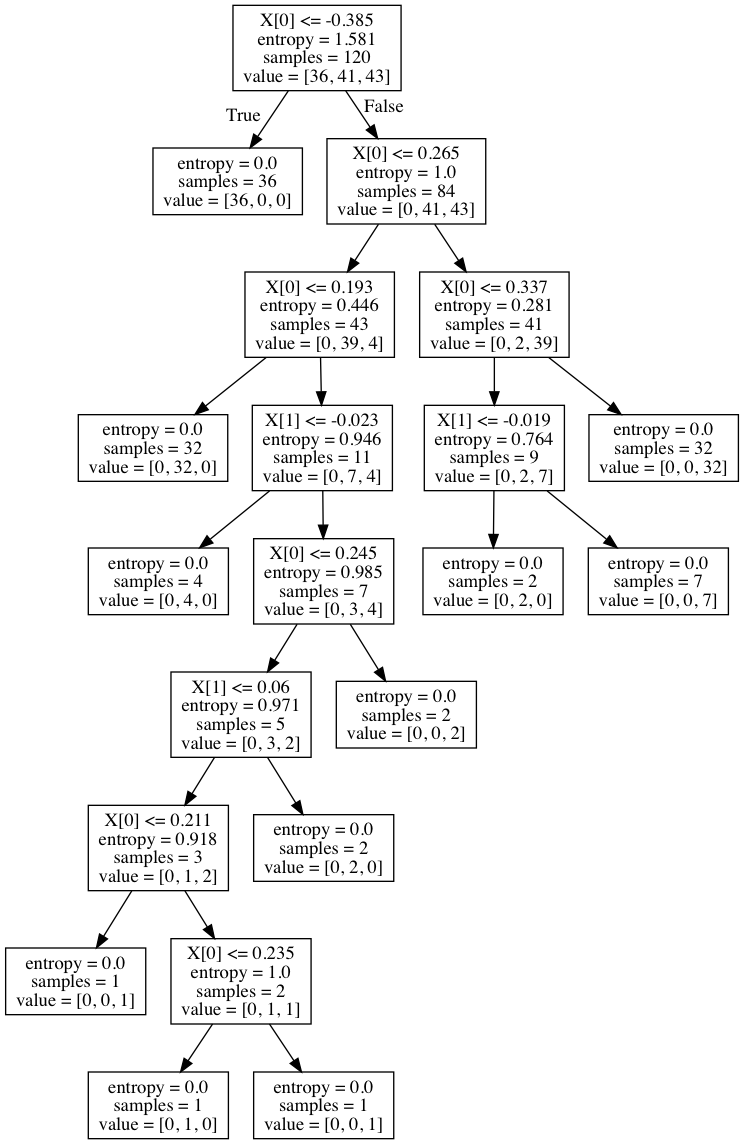 X[0] <= -0.385
entropy = 1.581
samples = 120
value = [36, 41, 43]
True
False
entropy = 0.0
samples = 36
value = [36, 0, 0]
X[0] <= 0.265
entropy = 1.0
samples = 84
value = [0, 41, 43]
X[0] <= 0.193
entropy = 0.446
samples = 43
value = [0, 39, 4]
X[0] <= 0.337
entropy = 0.281
samples = 41
value = [0, 2, 39]
entropy = 0.0
samples = 32
value = [0, 32, 0]
X[1] <= -0.023
entropy = 0.946
samples = 11
value = [0, 7, 4]
X[1] <= -0.019
entropy = 0.764
samples = 9
value = [0, 2, 7]
entropy = 0.0
samples = 32
value = [0, 0, 32]
entropy = 0.0
samples = 4
value = [0, 4, 0]
X[0] <= 0.245
entropy = 0.985
samples = 7
value = [0, 3, 4]
entropy = 0.0
samples = 2
value = [0, 2, 0]
entropy = 0.0
samples = 7
value = [0, 0, 7]
X[1] <= 0.06
entropy = 0.971
samples = 5
value = [0, 3, 2]
entropy = 0.0
samples = 2
value = [0, 0, 2]
X[0] <= 0.211
entropy = 0.918
samples = 3
value = [0, 1, 2]
entropy = 0.0
samples = 2
value = [0, 2, 0]
entropy = 0.0
samples = 1
value = [0, 0, 1]
X[0] <= 0.235
entropy = 1.0
samples = 2
value = [0, 1, 1]
entropy = 0.0
samples = 1
value = [0, 1, 0]
entropy = 0.0
samples = 1
value = [0, 0, 1]